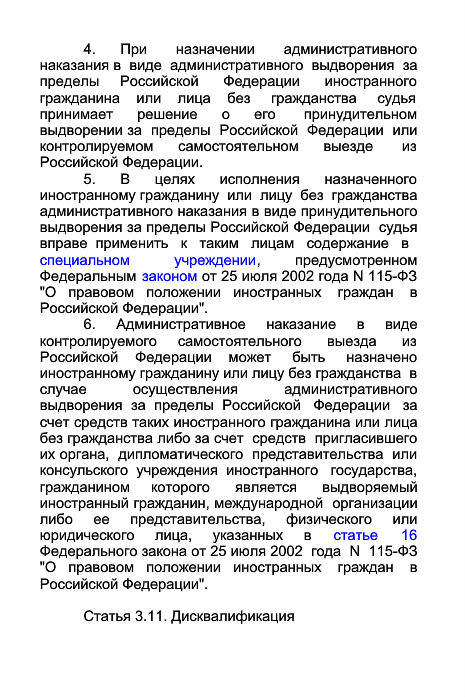 4. При назначении административного
наказания в виде административного выдворения за
пределы Российской Федерации иностранного
гражданина или лица без гражданства судья
принимает решение о его принудительном
выдворении за пределы Российской Федерации или
контролируемом самостоятельном выезде из
Российской Федерации.
5. В целях исполнения назначенного
иностранному гражданину или лицу без гражданства
административного наказания в виде принудительного
выдворения за пределы Российской Федерации судья
вправе применить к таким лицам содержание в
специальном учреждении, предусмотренном
Федеральным законом от 25 июля 2002 года N 115-ФЗ
"О правовом положении иностранных граждан в
Российской Федерации".
6. Административное наказание в виде
контролируемого самостоятельного выезда из
Российской Федерации может быть назначено
иностранному гражданину или лицу без гражданства в
случае осуществления административного
выдворения за пределы Российской Федерации за
счет средств таких иностранного гражданина или лица
без гражданства либо за счет средств пригласившего
их органа, дипломатического представительства или
консульского учреждения иностранного государства,
гражданином которого является выдворяемый
иностранный гражданин, международной организации
либо ее представительства, физического или
юридического лица, указанных в статье 16
Федерального закона от 25 июля 2002 года N 115-ФЗ
"О правовом положении иностранных граждан в
Российской Федерации".
Статья 3.11. Дисквалификация